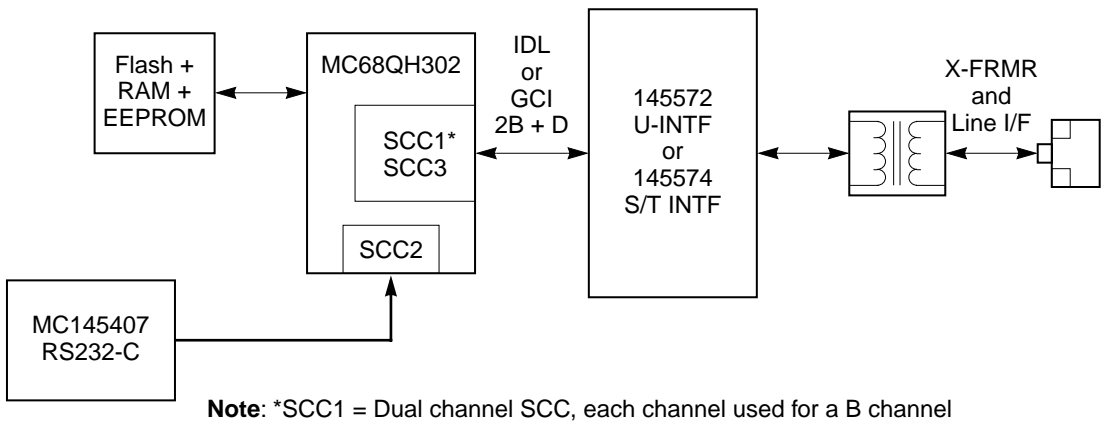 Flash +
RAM +
EEPROM
MC68QH302
SCC1*
SCC3
SCC2
IDL
or
GCI
2B + D
145572
U-INTF
or
145574
S/T INTF
X-FRMR
and
Line I/F
MC145407
RS232-C
Note: *SCC1 = Dual channel SCC, each channel used for a B channel